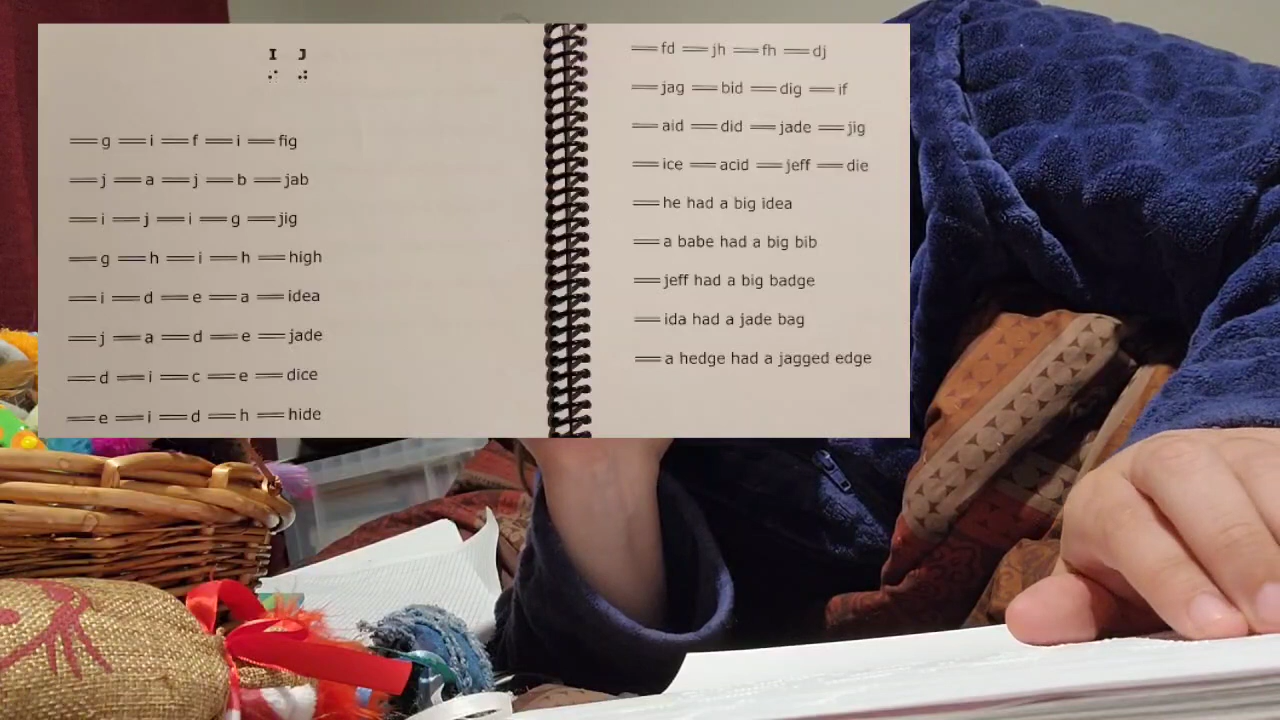 I J
⠊ ⠚
g i f i fig
j a j b jab
i j i g jig
g h i h high
i d e a idea
j a d e jade
d i c e dice
e i d h hide
fd jh fh dj
jag bid dig if
aid did jade jig
ice acid jeff die
he had a big idea
a babe had a big bib
jeff had a big badge
ida had a jade bag
a hedge had a jagged edge